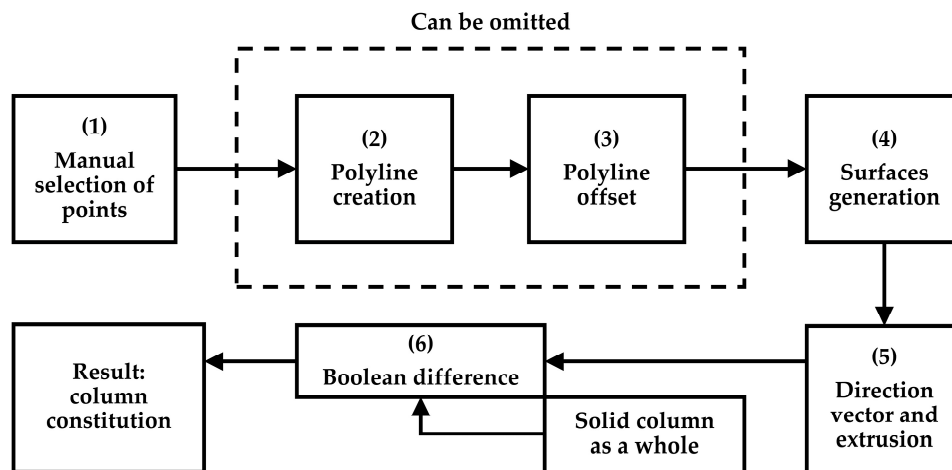 Can be omitted
(1)
Manual
selection of
points
(2)
Polyline
creation
(3)
Polyline
offset
(4)
Surfaces
generation
(5)
Direction
vector and
extrusion
(6)
Boolean difference
Solid column
as a whole
Result:
column
constitution